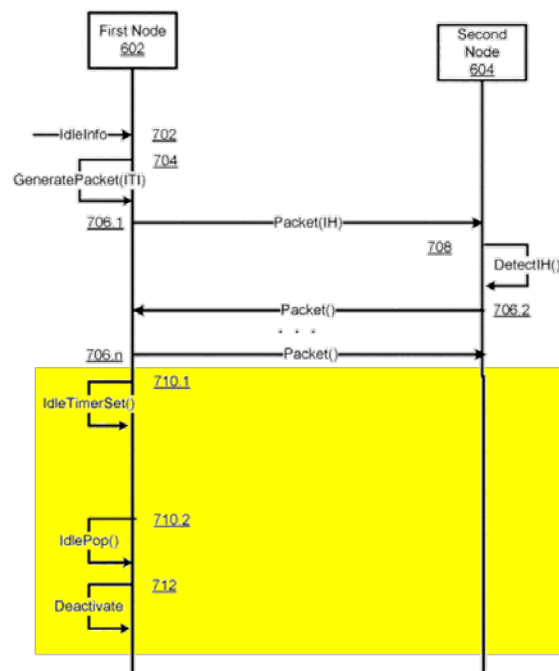 First Node
602
Second
Node
604
IdleInfo
702
704
GeneratePacket(ITI)
706.1
Packet(IH)
708
DetectIH()
Packet()
706.2
. . .
706.n
Packet()
710.1
IdleTimerSet()
710.2
IdlePop()
712
Deactivate